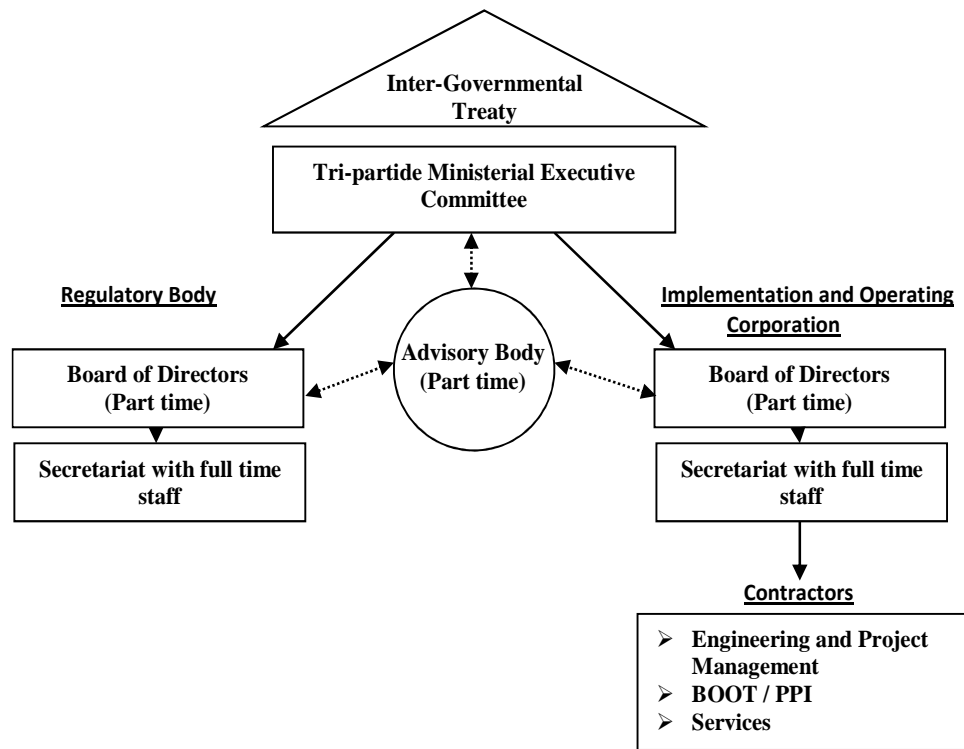 Inter-Governmental
Treaty
Tri-partide Ministerial Executive
Committee
Regulatory Body
Board of Directors
(Part time)
Secretariat with full time
staff
Advisory Body
(Part time)
Implementation and Operating
Corporation
Board of Directors
(Part time)
Secretariat with full time
staff
Contractors
➢ Engineering and Project
Management
➢ BOOT / PPI
➢ Services